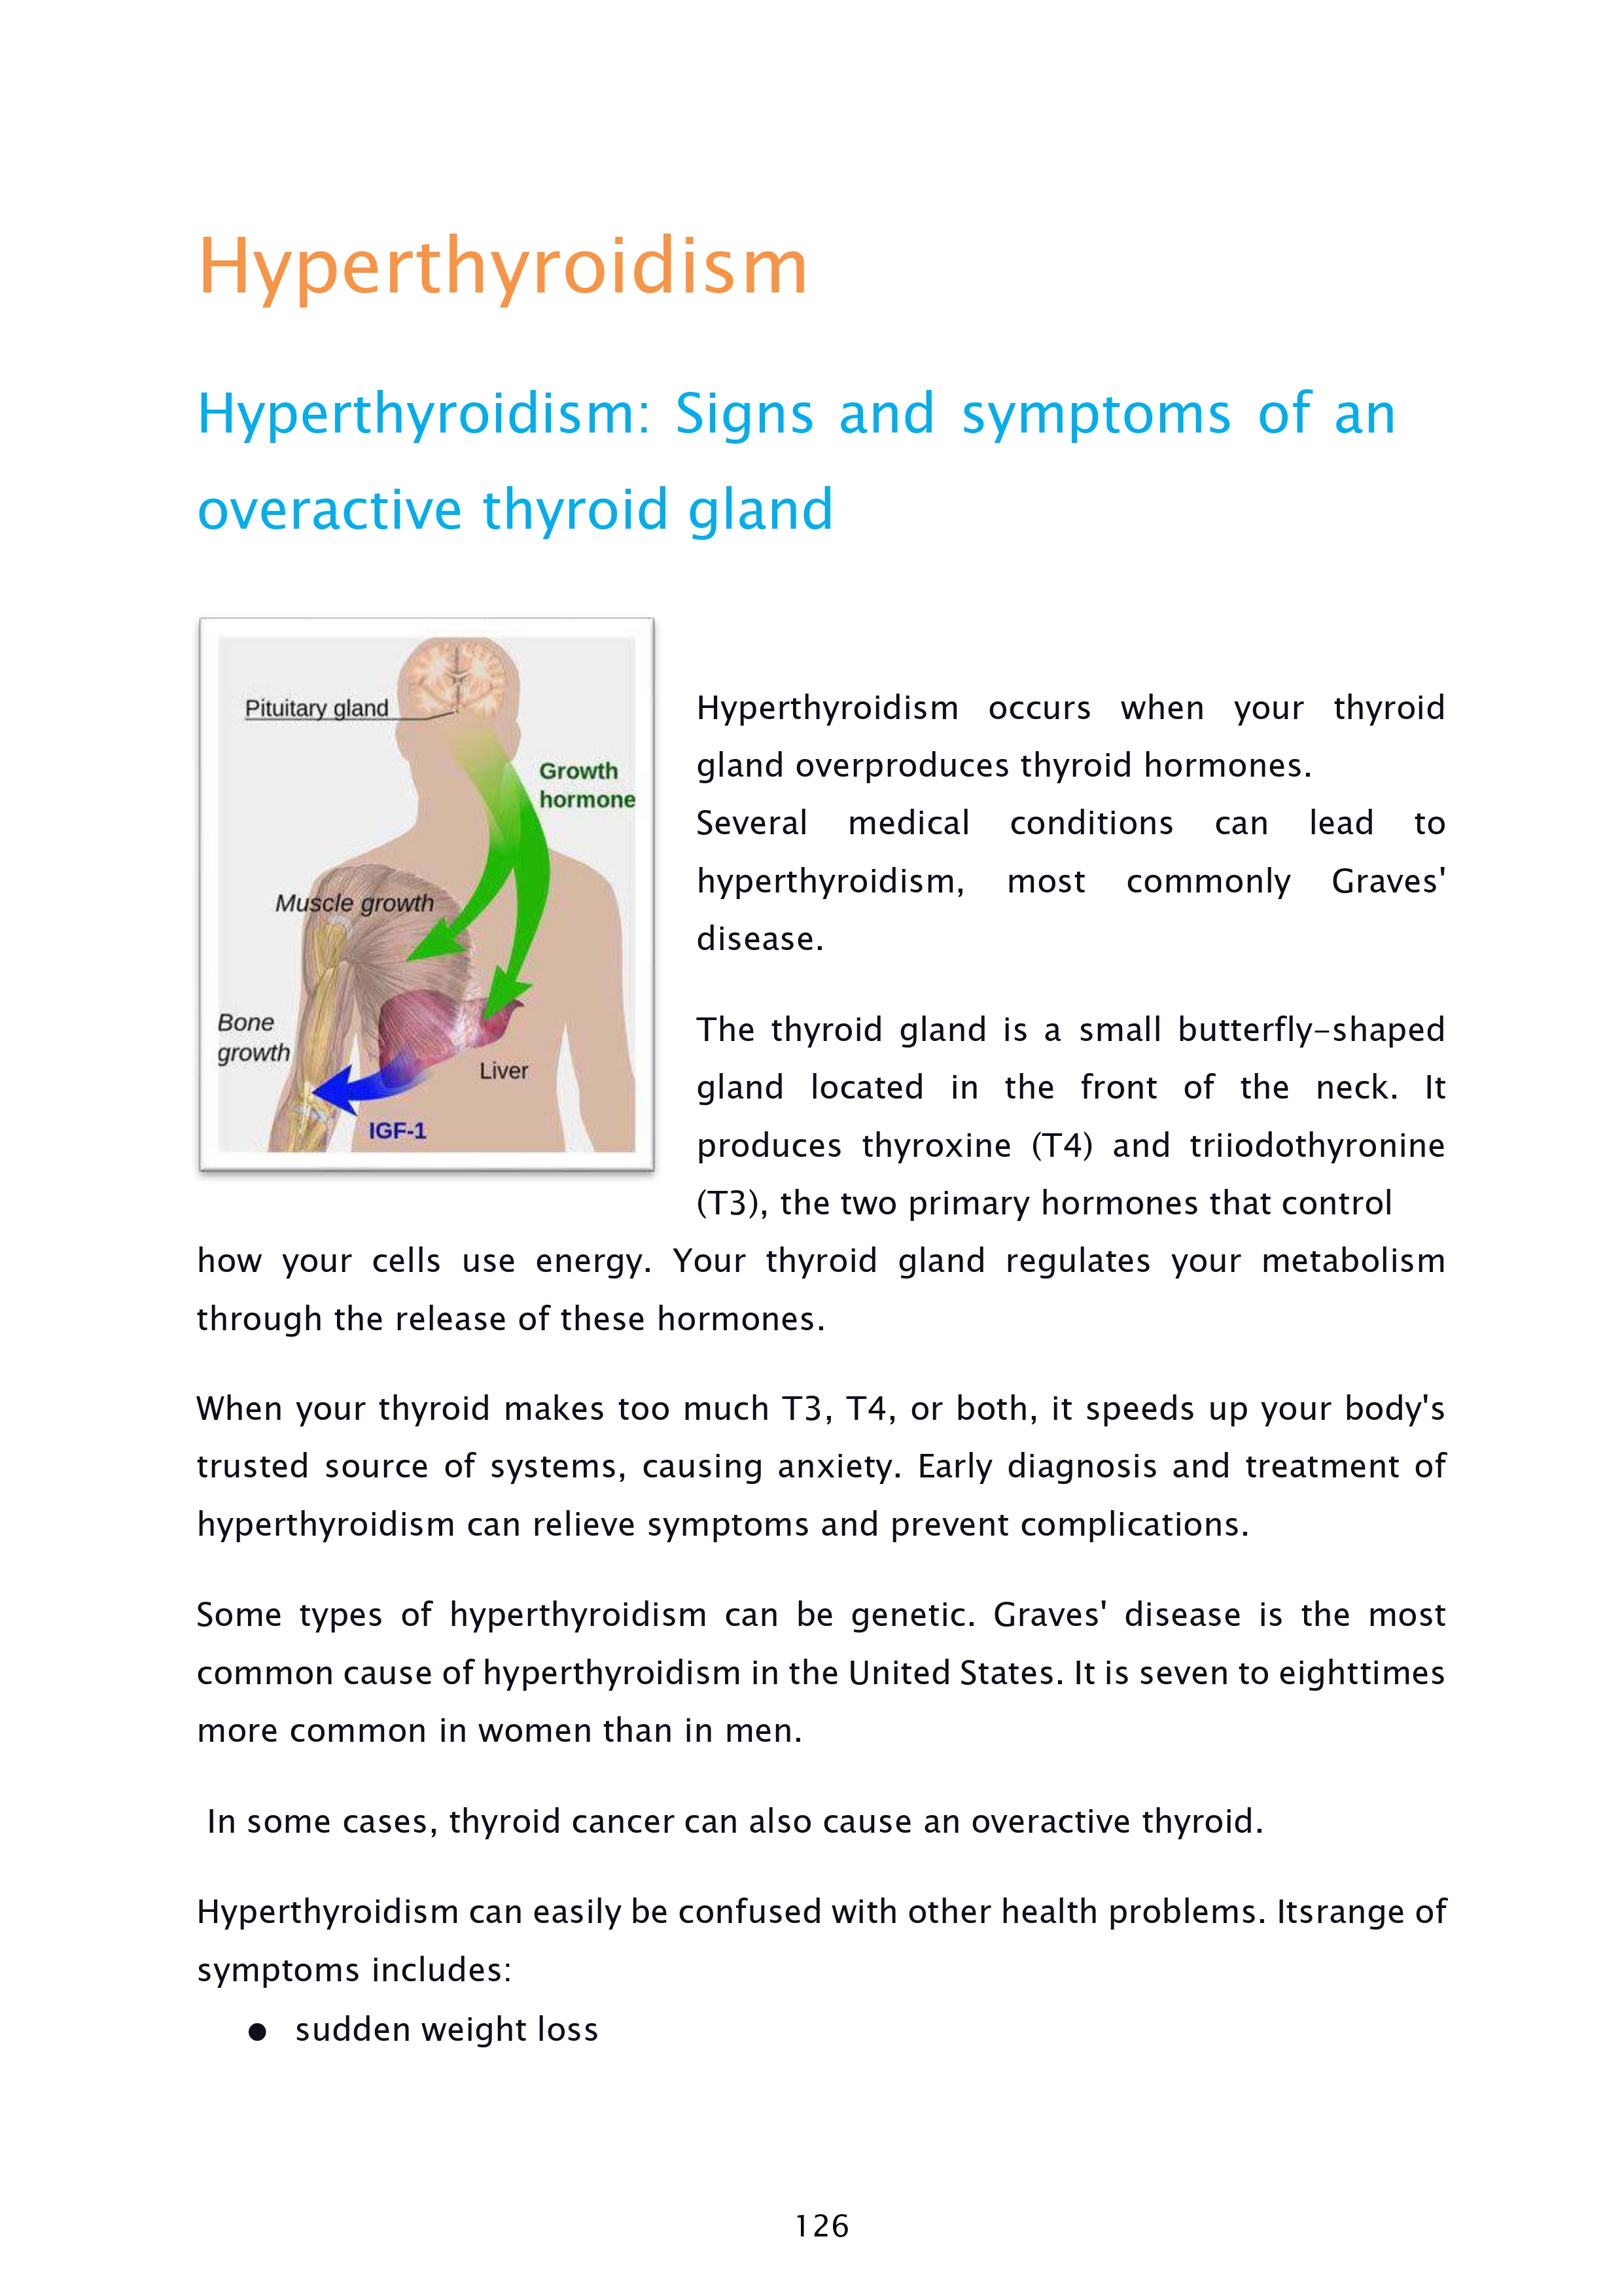 Hyperthyroidism
Hyperthyroidism: Signs and symptoms of an
overactive thyroid gland
Pituitary gland
Growth
hormone
Muscle growth
Bone
growth
Liver
IGF-1
Hyperthyroidism occurs when your thyroid
gland overproduces thyroid hormones.
Several medical conditions can lead to
hyperthyroidism, most commonly Graves'
disease.
The thyroid gland is a small butterfly-shaped
gland located in the front of the neck. It
produces thyroxine (T4) and triiodothyronine
(T3), the two primary hormones that control
how your cells use energy. Your thyroid gland regulates your metabolism
through the release of these hormones.
When your thyroid makes too much T3, T4, or both, it speeds up your body's
trusted source of systems, causing anxiety. Early diagnosis and treatment of
hyperthyroidism can relieve symptoms and prevent complications.
Some types of hyperthyroidism can be genetic. Graves' disease is the most
common cause of hyperthyroidism in the United States. It is seven to eighttimes
more common in women than in men.
In some cases, thyroid cancer can also cause an overactive thyroid.
Hyperthyroidism can easily be confused with other health problems. Itsrange of
symptoms includes:
● sudden weight loss
126